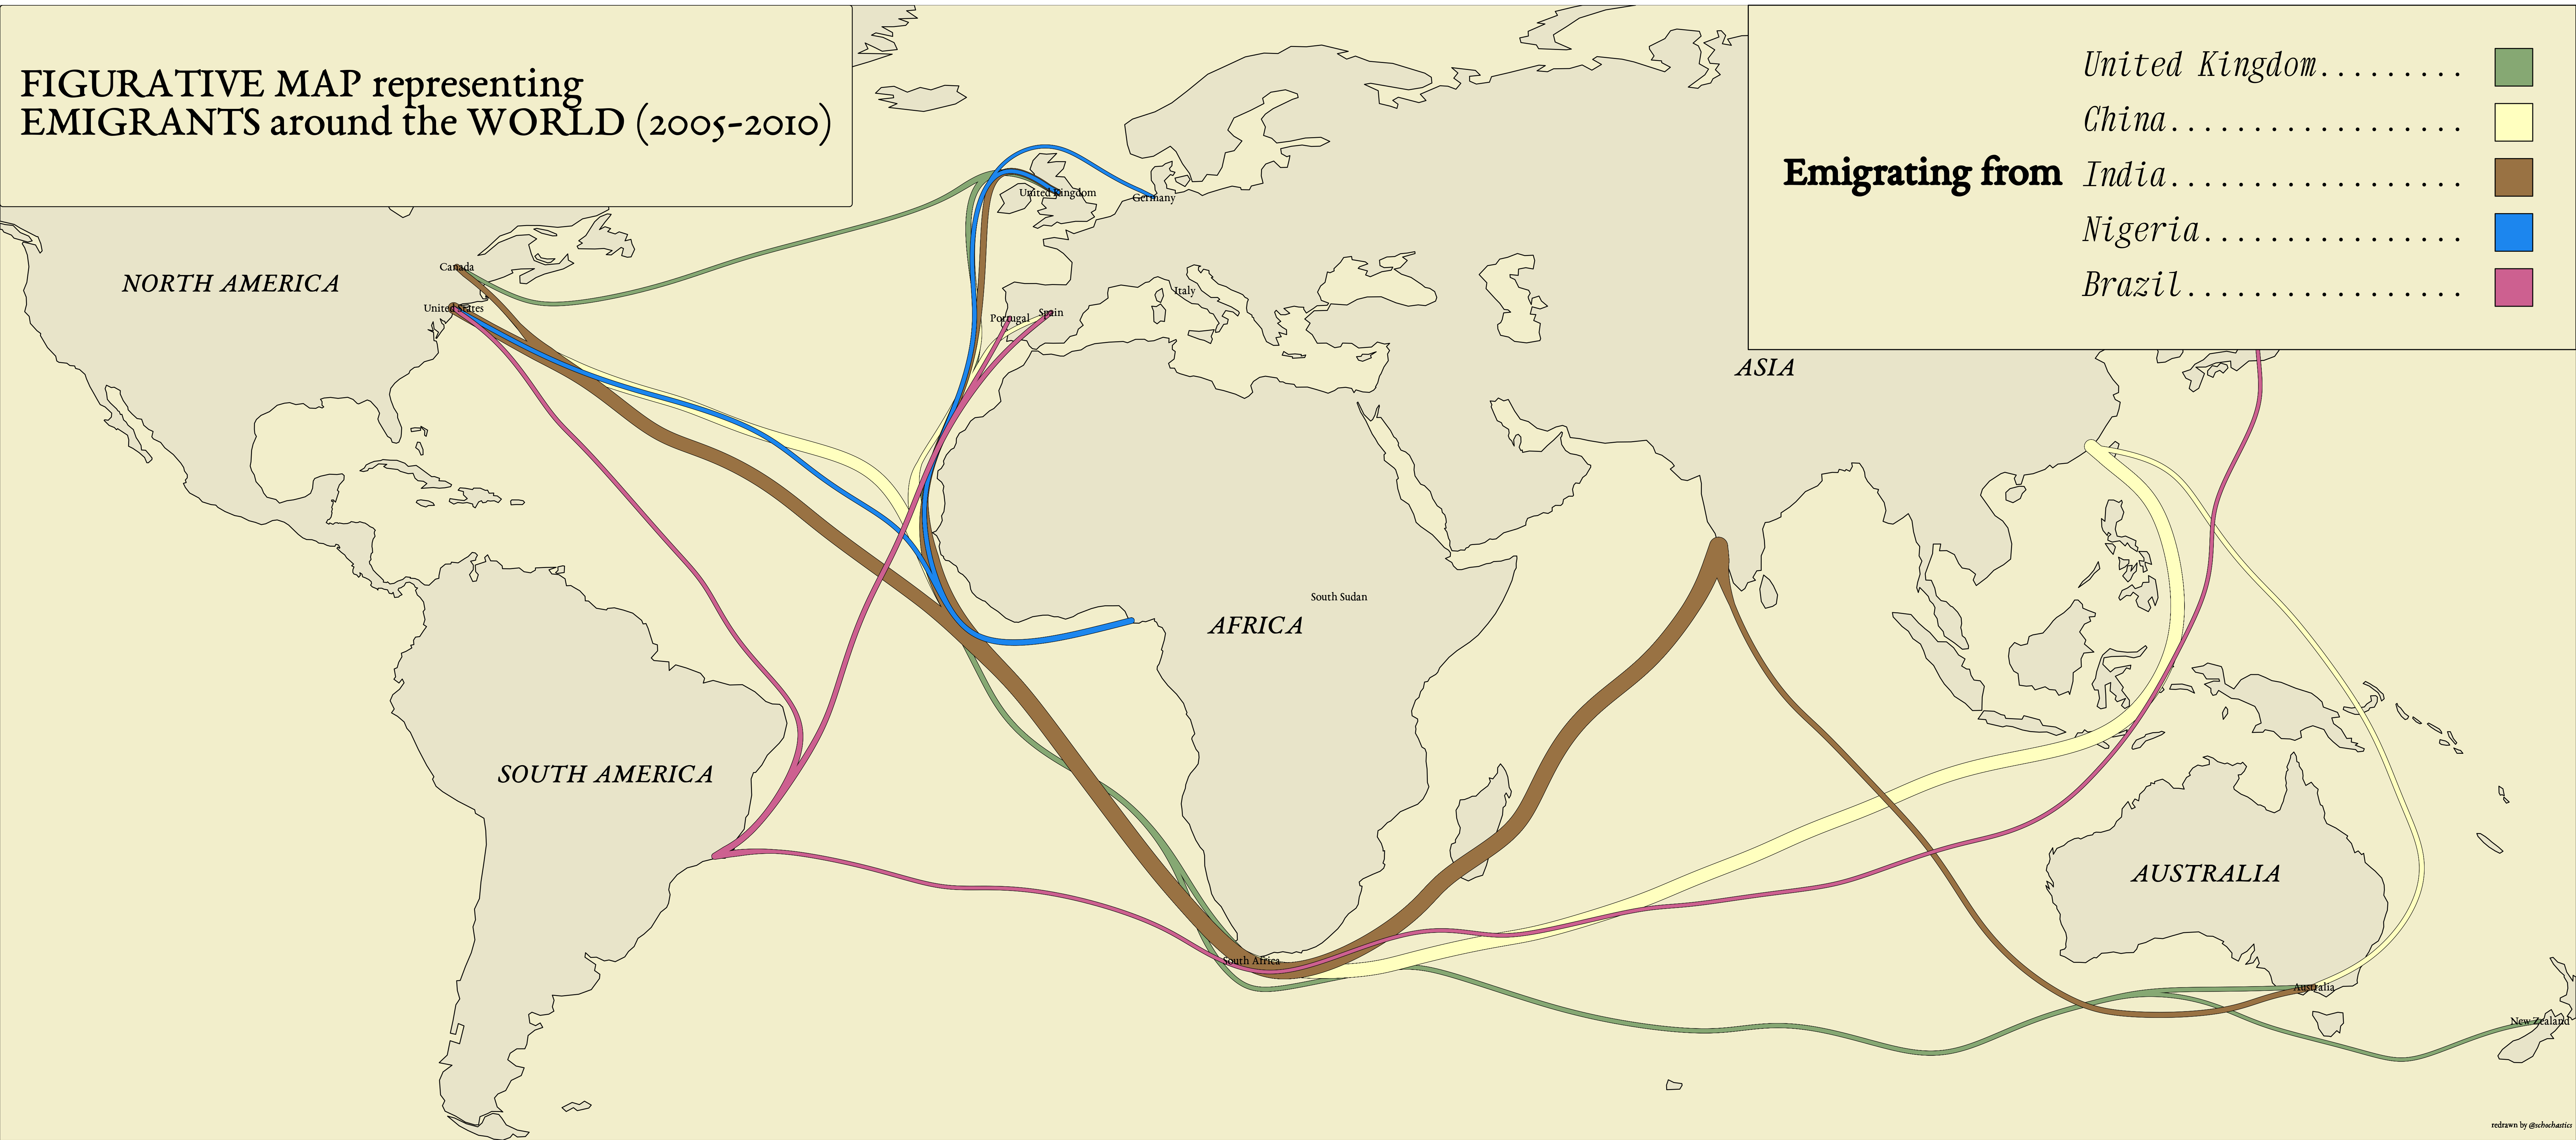 FIGURATIVE MAP representing
EMIGRANTS around the WORLD (2005-2010)
Emigrating from
United Kingdom.........
China..................
India..................
Nigeria................
Brazil.................
United Kingdom
Germany
Canada
NORTH AMERICA
United States
Italy
Portugal
Spain
ASIA
South Sudan
AFRICA
SOUTH AMERICA
AUSTRALIA
South Africa
Australia
New Zealand
redrawn by @schochastics